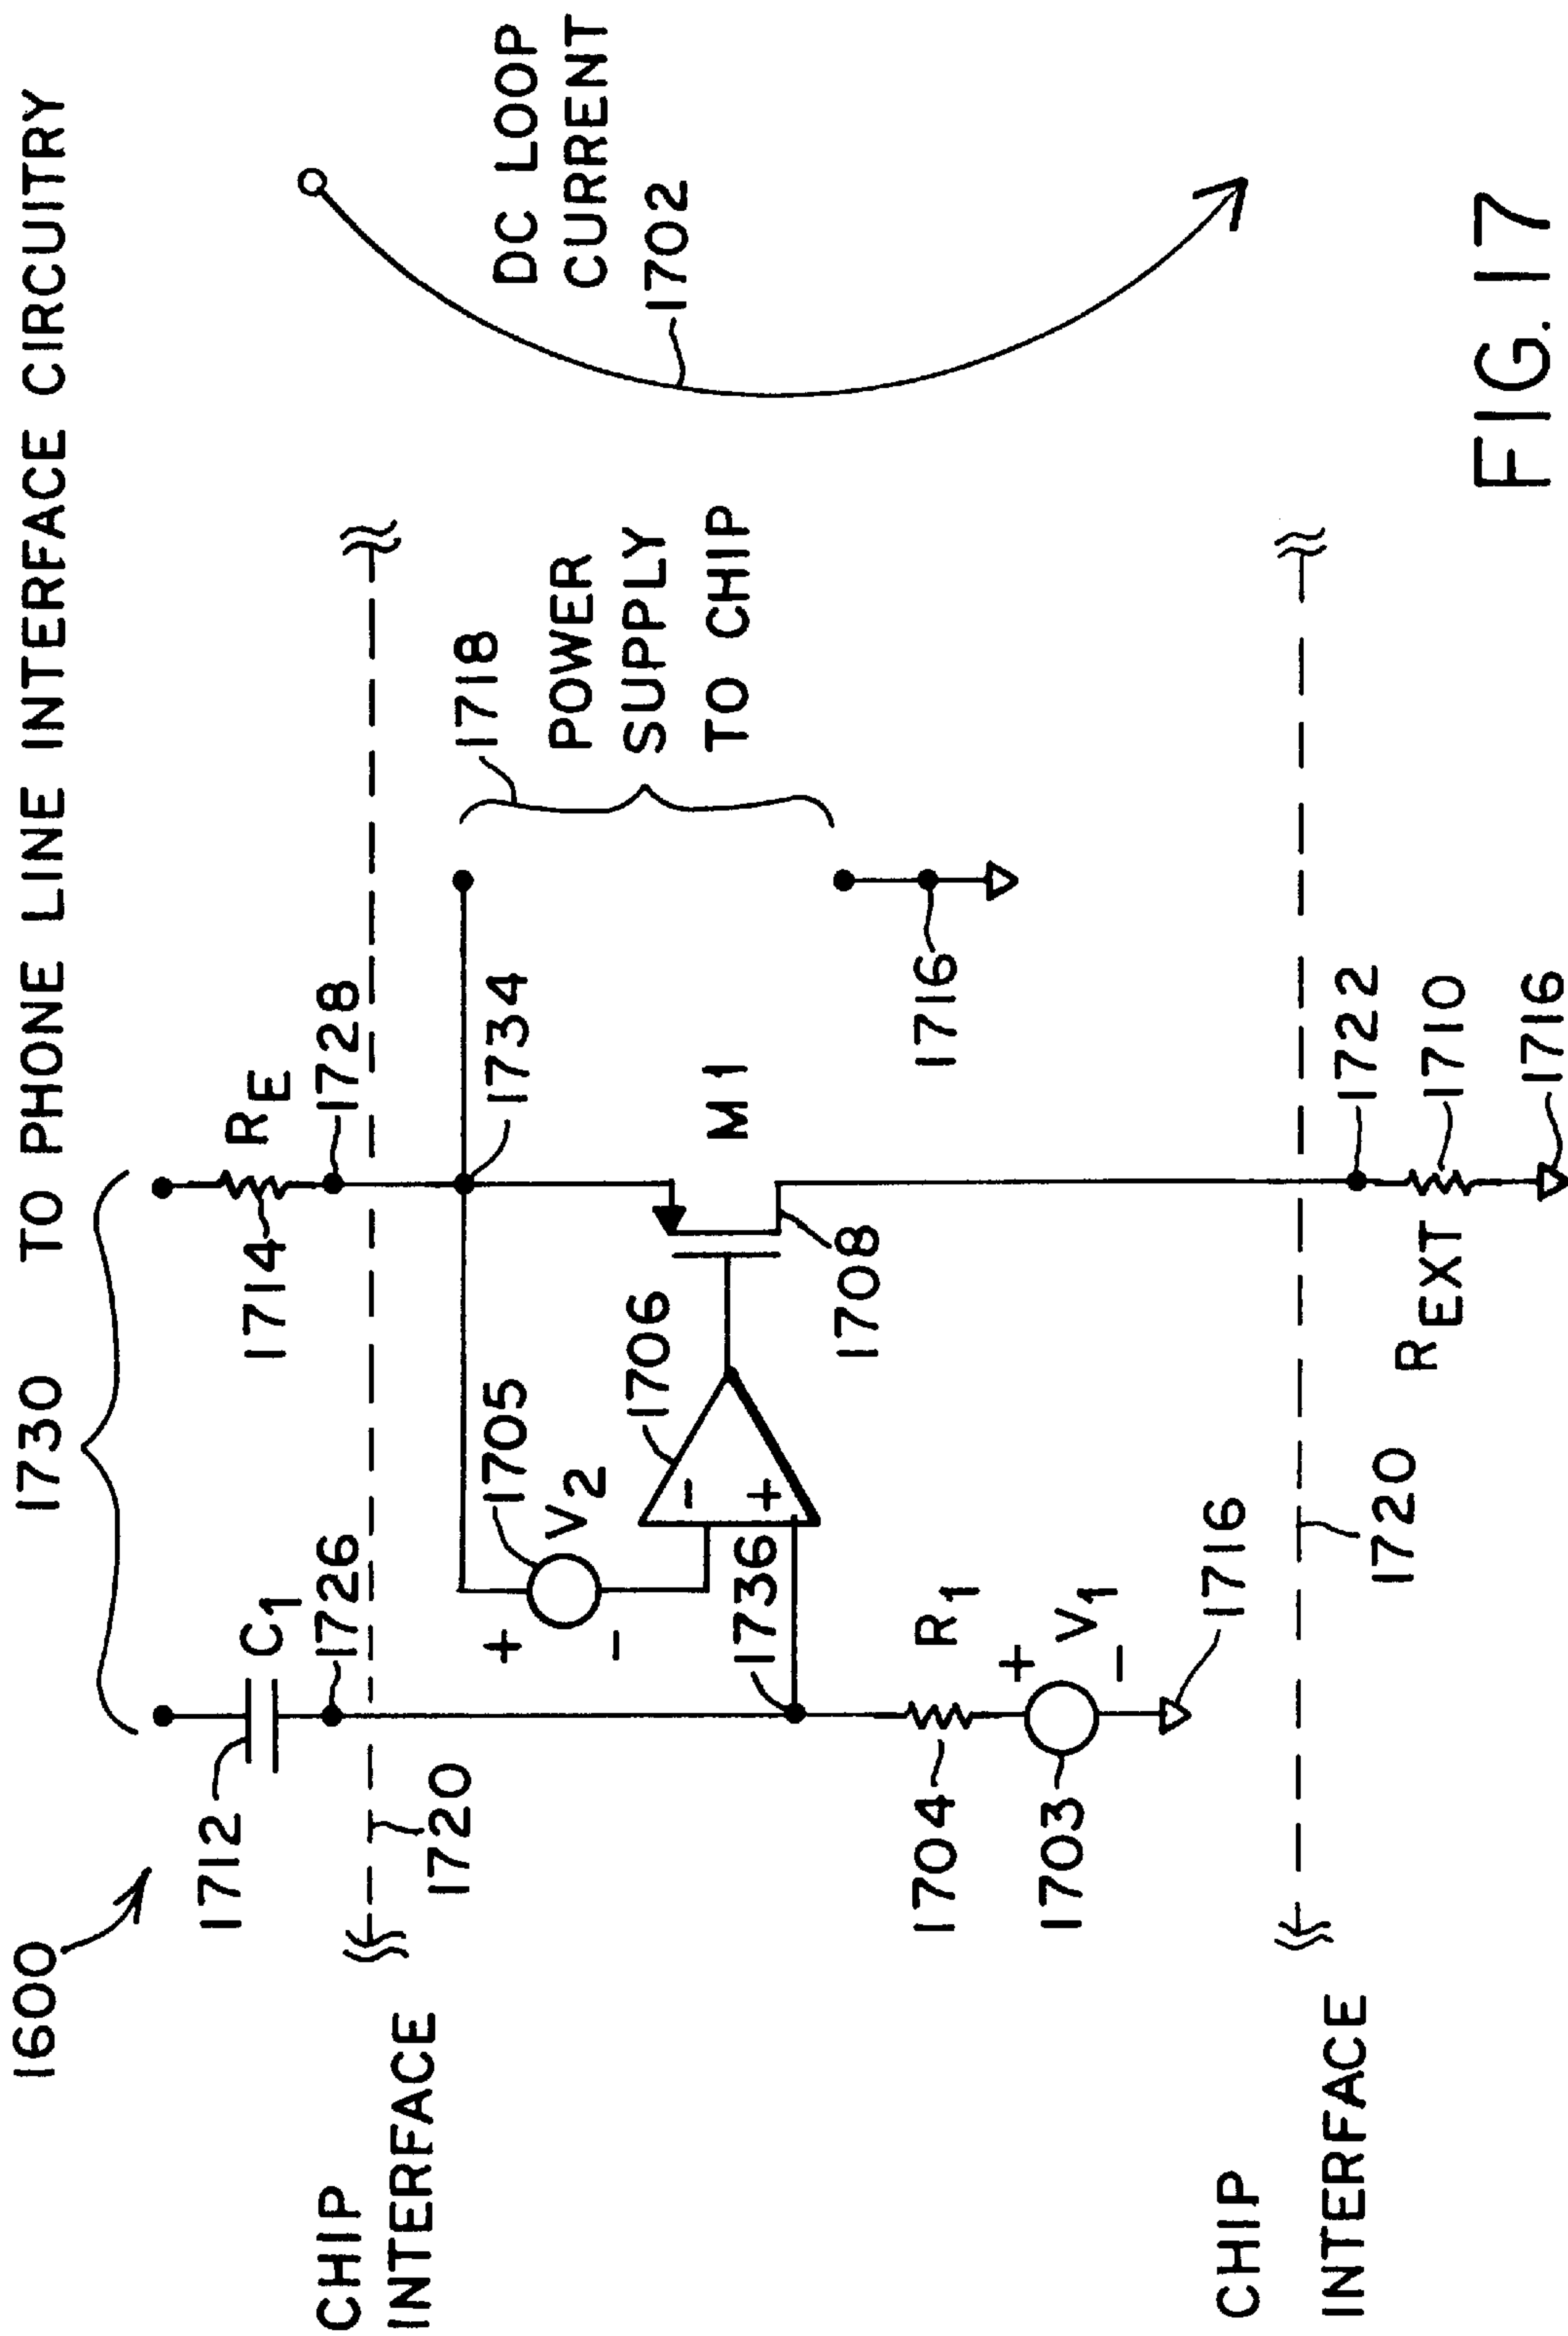 1600
1730
TO PHONE LINE INTERFACE CIRCUITRY
1712
C1
1726
1714
RE
1728
CHIP
INTERFACE
1720
1705
+
V2
-
1734
1718
POWER
SUPPLY
TO CHIP
DC LOOP
CURRENT
1702
1706
-
+
M1
1736
1708
1704
R1
1703
+
V1
-
1716
1716
CHIP
INTERFACE
1720
REXT
1722
1710
1716
FIG. 17